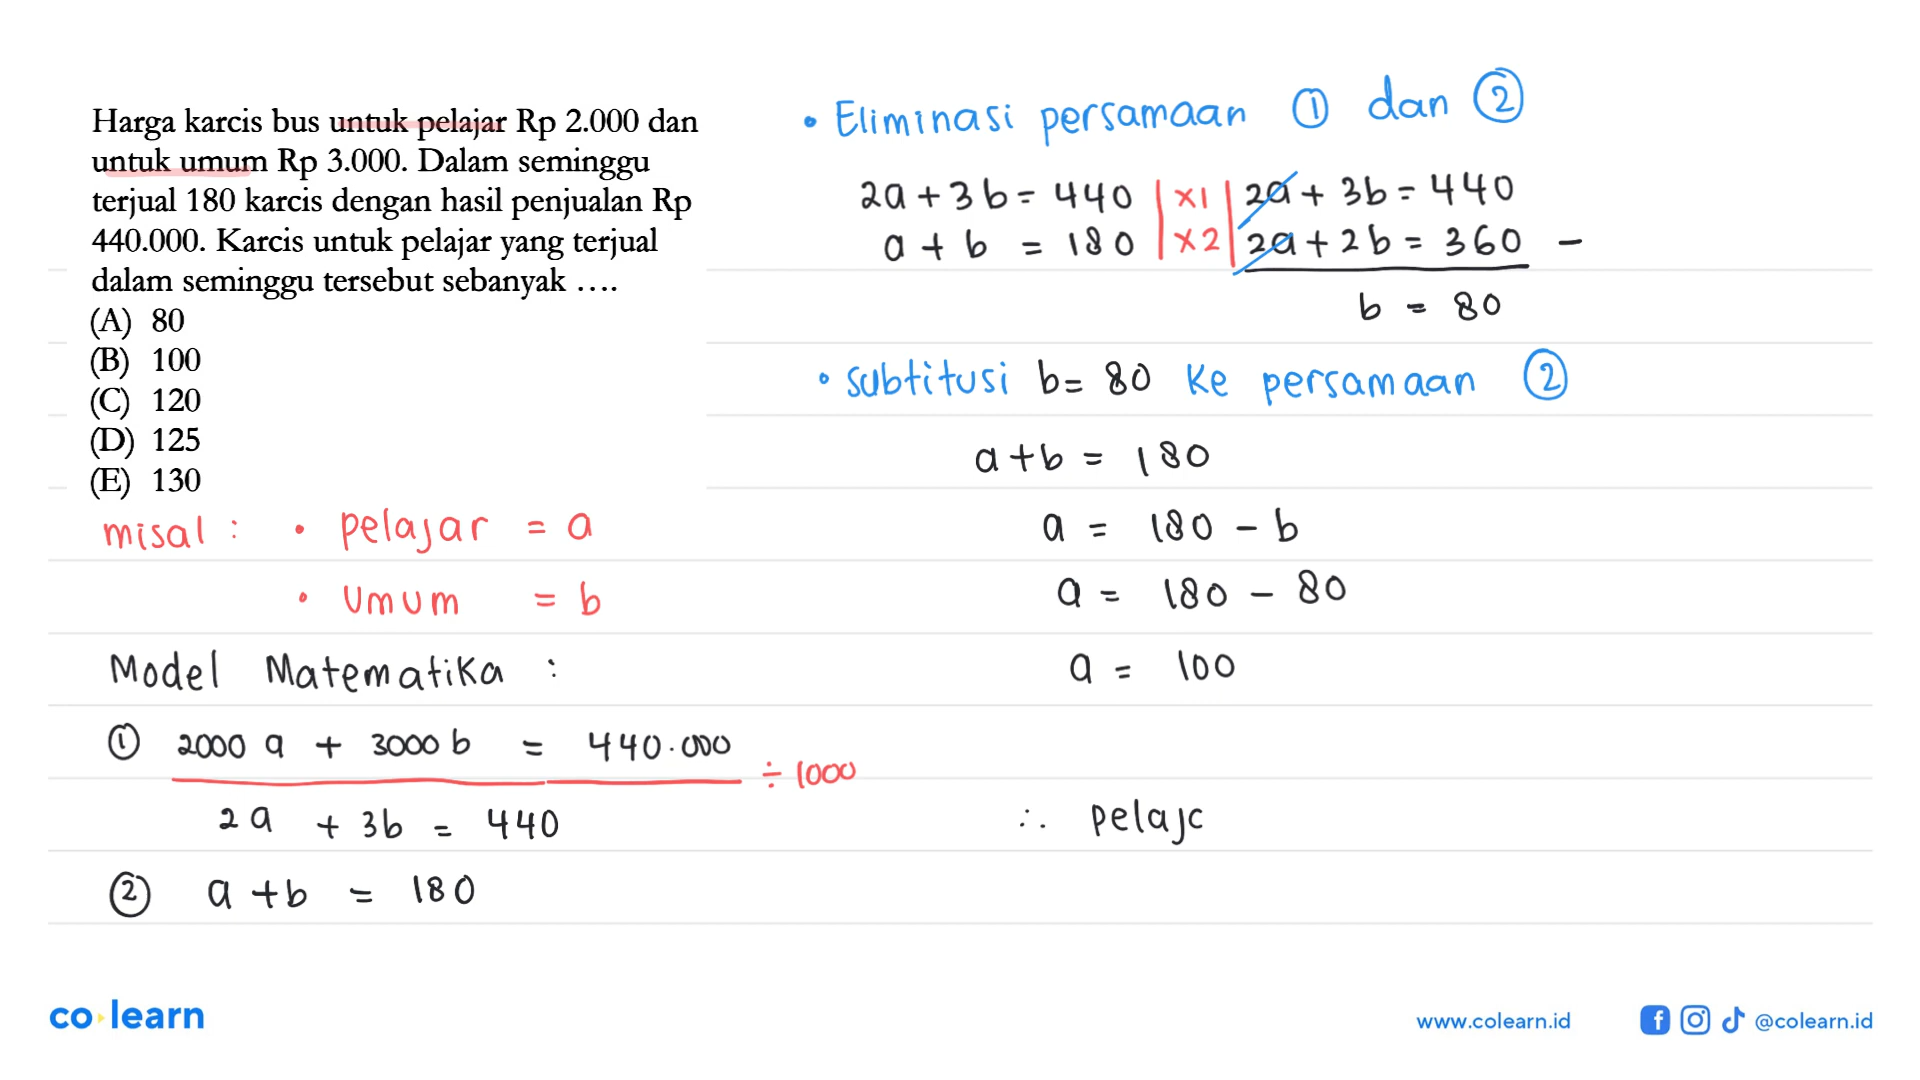 Harga karcis bus untuk pelajar Rp 2.000 dan
untuk umum Rp 3.000. Dalam seminggu
terjual 180 karcis dengan hasil penjualan Rp
440.000. Karcis untuk pelajar yang terjual
dalam seminggu tersebut sebanyak ....
(A) 80
(B) 100
(C) 120
(D) 125
(E) 130
misal : • pelajar = a
• umum = b
Model Matematika :
① 2000 a + 3000 b = 440.000
÷ 1000
2a + 3b = 440
② a + b = 180
• Eliminasi persamaan ① dan ②
2a + 3b = 440 | ×1 | 2a + 3b = 440
a + b = 180 | ×2 | 2a + 2b = 360 −
b = 80
• subtitusi b = 80 ke persamaan ②
a + b = 180
a = 180 − b
a = 180 − 80
a = 100
∴ pelajc
co learn
www.colearn.id
@colearn.id